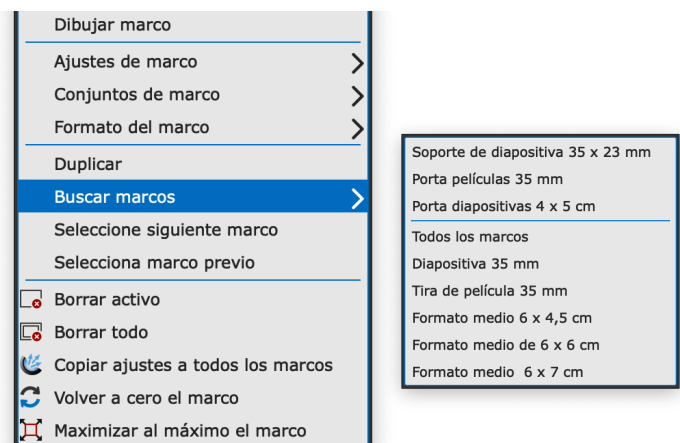 Dibujar marco
Ajustes de marco
Conjuntos de marco
Formato del marco
Duplicar
Buscar marcos
Seleccione siguiente marco
Selecciona marco previo
Borrar activo
Borrar todo
Copiar ajustes a todos los marcos
Volver a cero el marco
Maximizar al máximo el marco
Soporte de diapositiva 35 x 23 mm
Porta películas 35 mm
Porta diapositivas 4 x 5 cm
Todos los marcos
Diapositiva 35 mm
Tira de película 35 mm
Formato medio 6 x 4,5 cm
Formato medio de 6 x 6 cm
Formato medio  6 x 7 cm